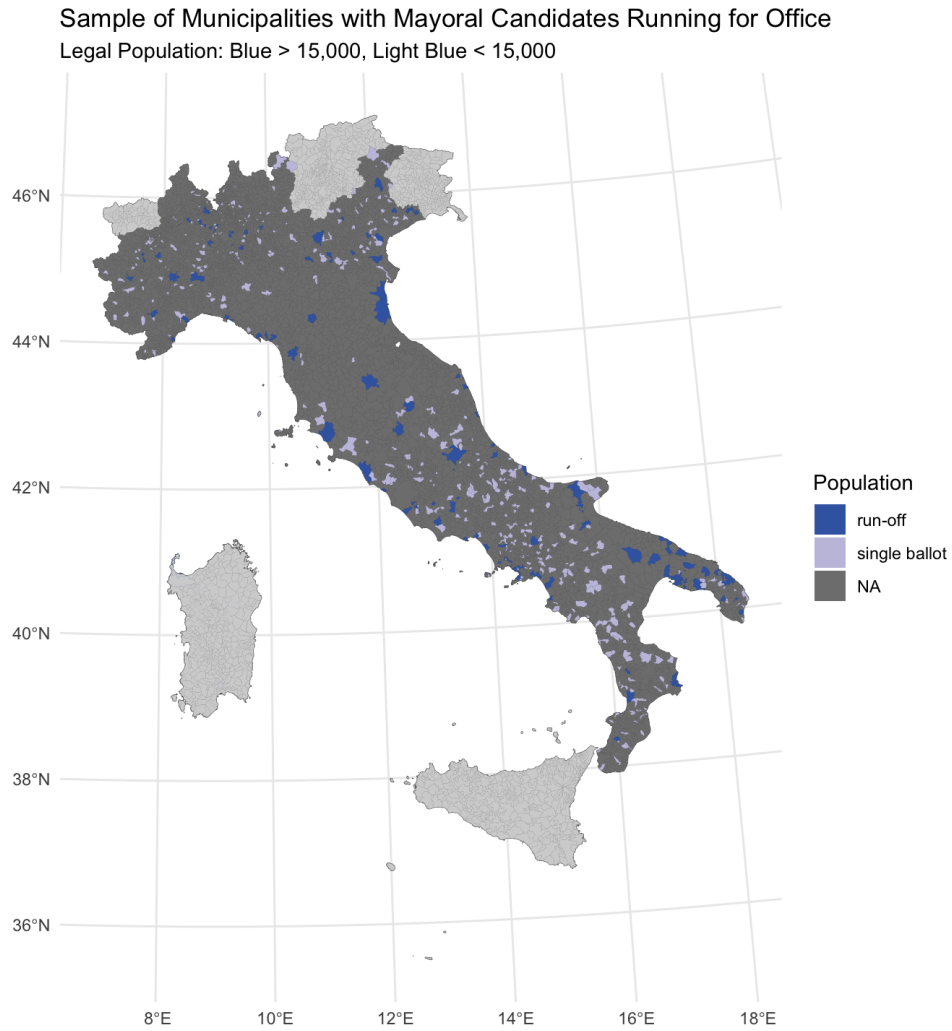 Sample of Municipalities with Mayoral Candidates Running for Office
Legal Population: Blue > 15,000, Light Blue < 15,000
46°N
44°N
42°N
40°N
38°N
36°N
8°E
10°E
12°E
14°E
16°E
18°E
Population
run-off
single ballot
NA